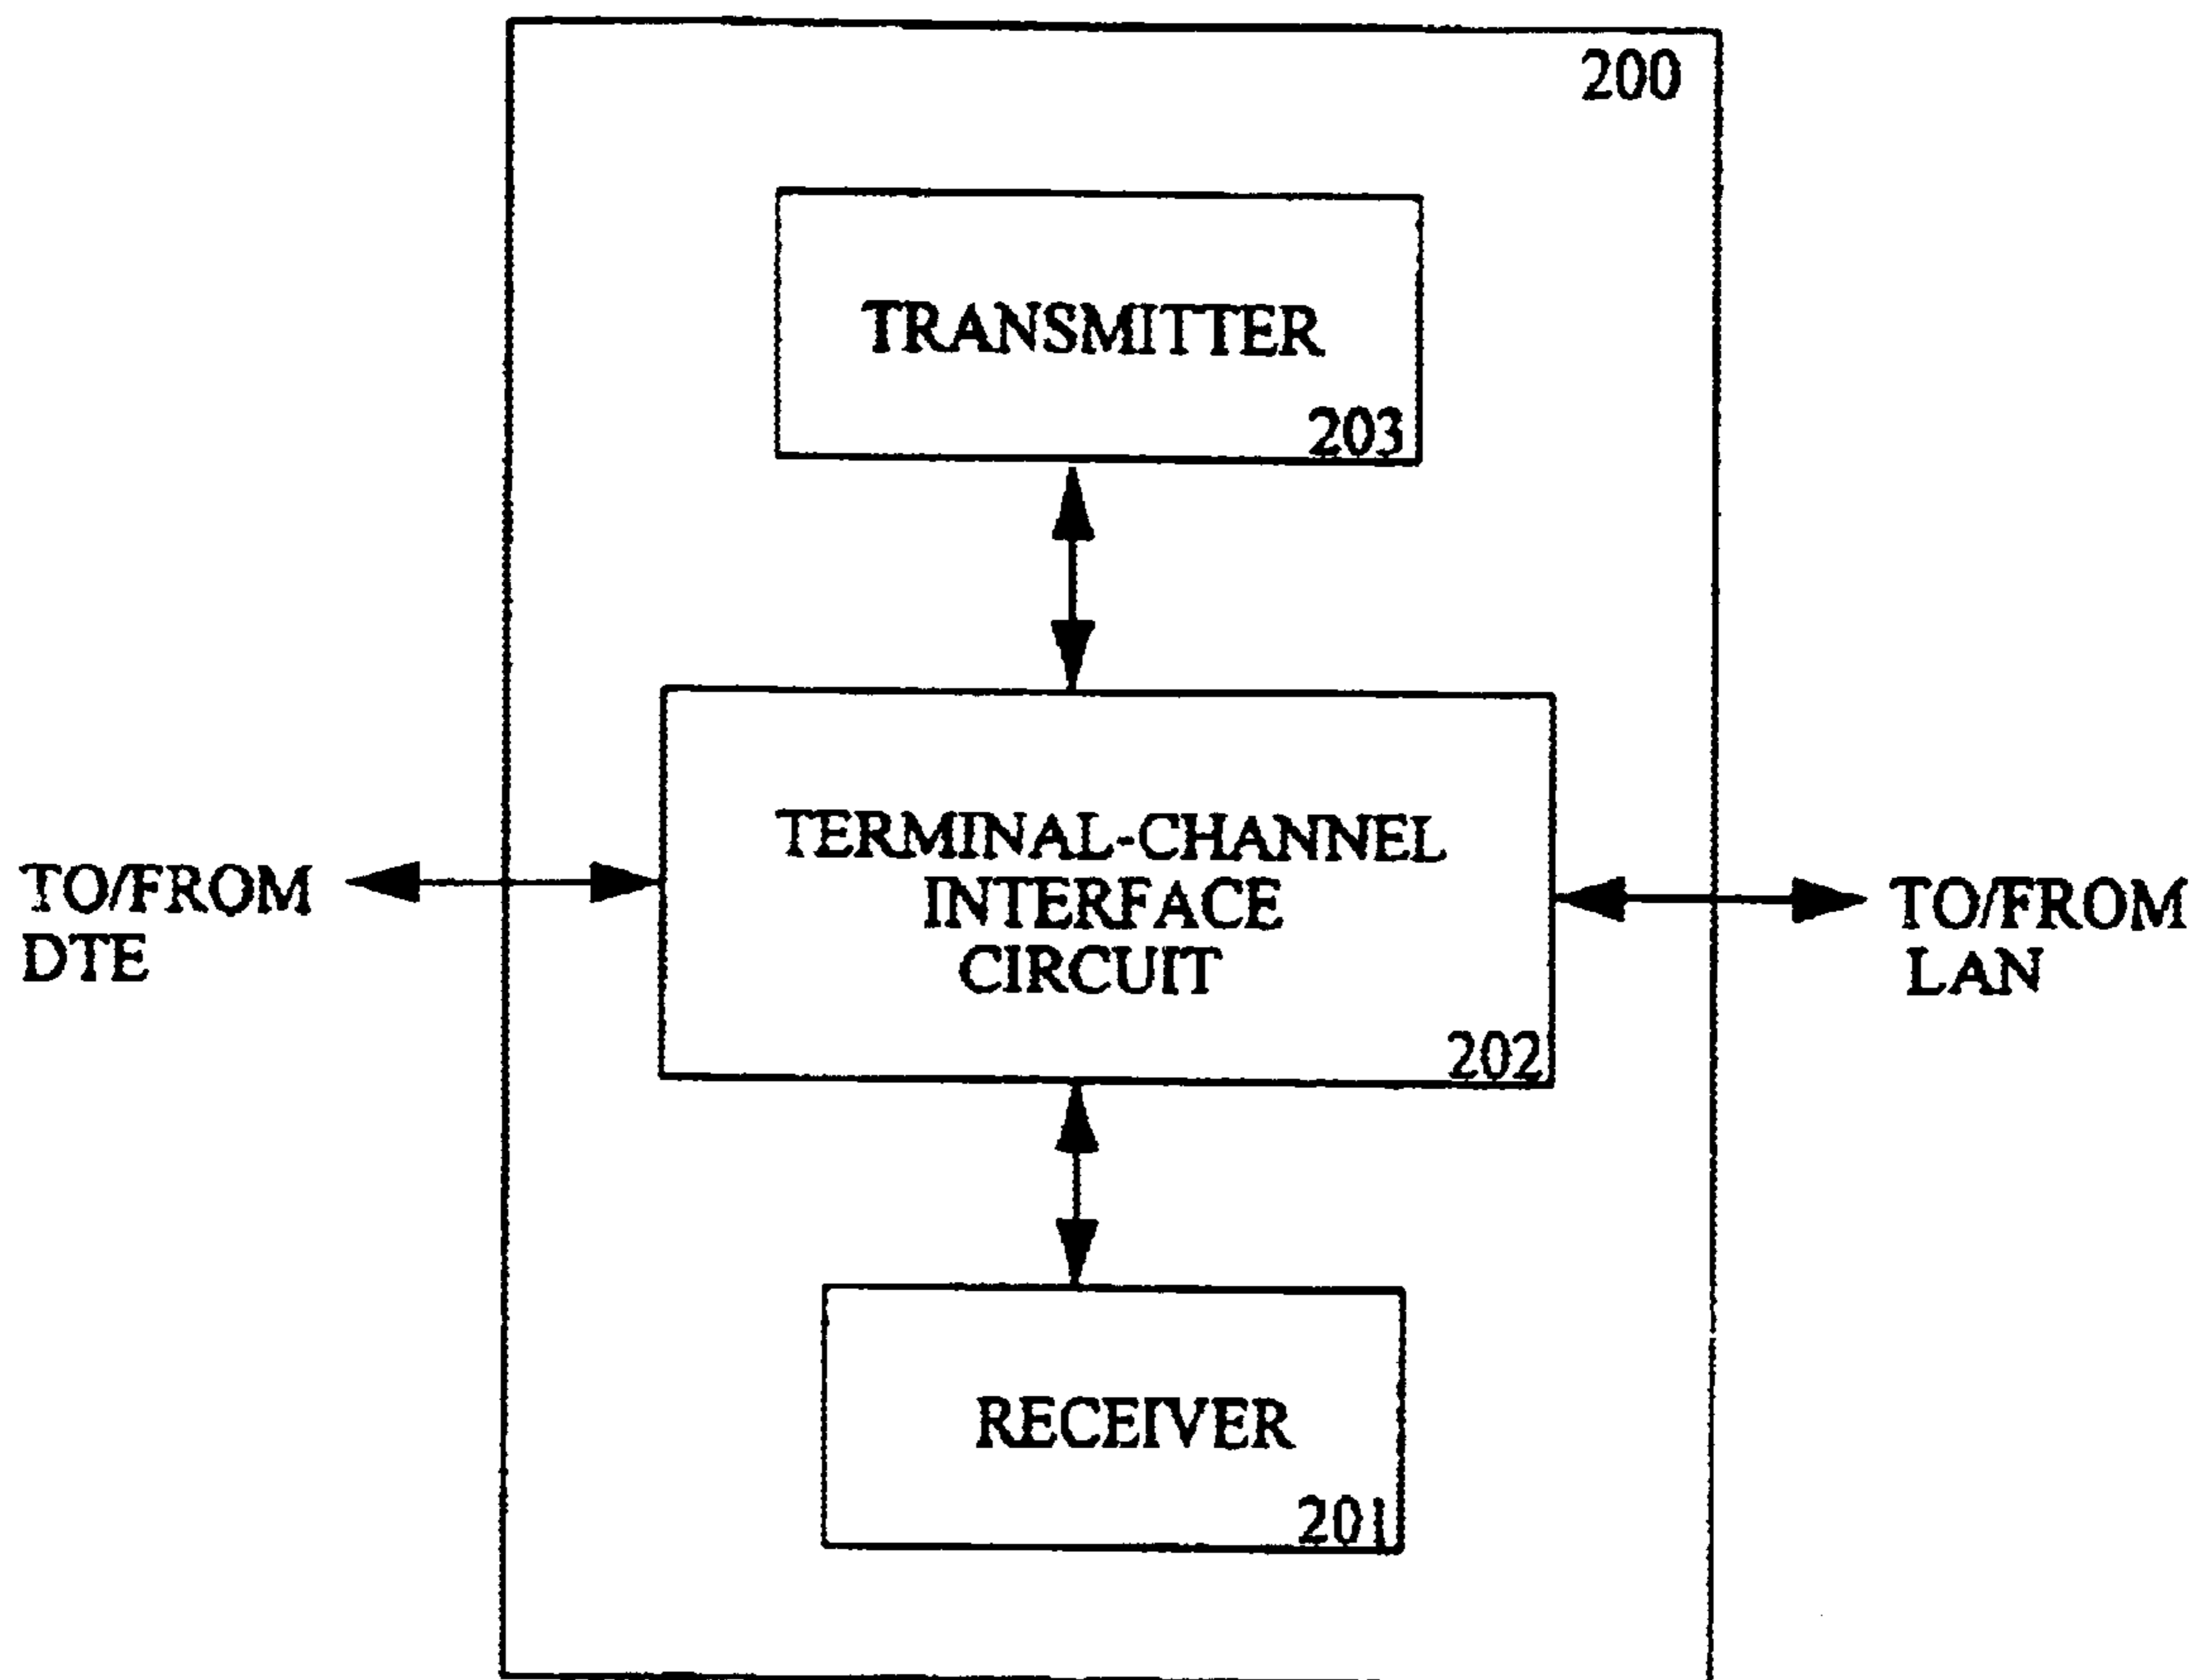 200
TRANSMITTER
203
TERMINAL-CHANNEL
INTERFACE
CIRCUIT
202
TO/FROM
DTE
TO/FROM
LAN
RECEIVER
201